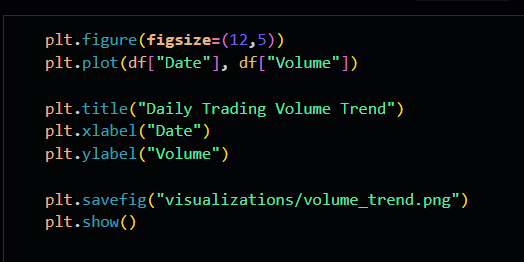 plt.figure(figsize=(12,5))
plt.plot(df["Date"], df["Volume"])
plt.title("Daily Trading Volume Trend")
plt.xlabel("Date")
plt.ylabel("Volume")
plt.savefig("visualizations/volume_trend.png")
plt.show()